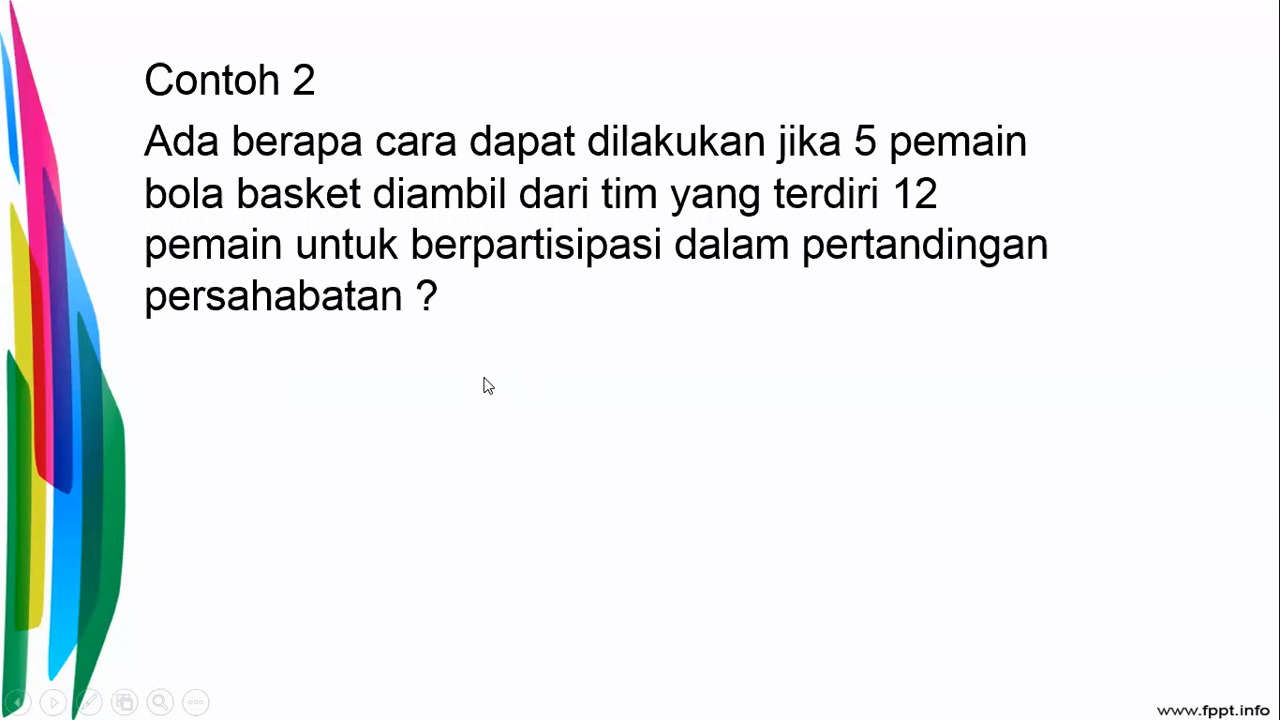 Contoh 2
Ada berapa cara dapat dilakukan jika 5 pemain
bola basket diambil dari tim yang terdiri 12
pemain untuk berpartisipasi dalam pertandingan
persahabatan ?
www.fppt.info